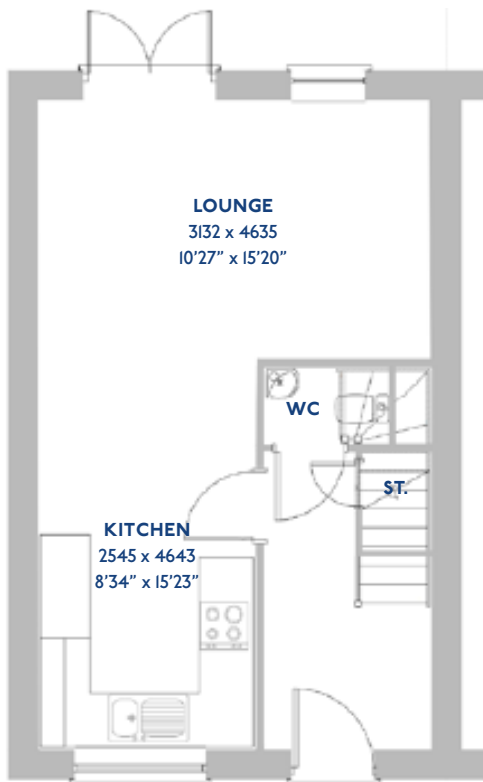 LOUNGE
3132 x 4635
10'27" x 15'20"
WC
ST.
KITCHEN
2545 x 4643
8'34" x 15'23"